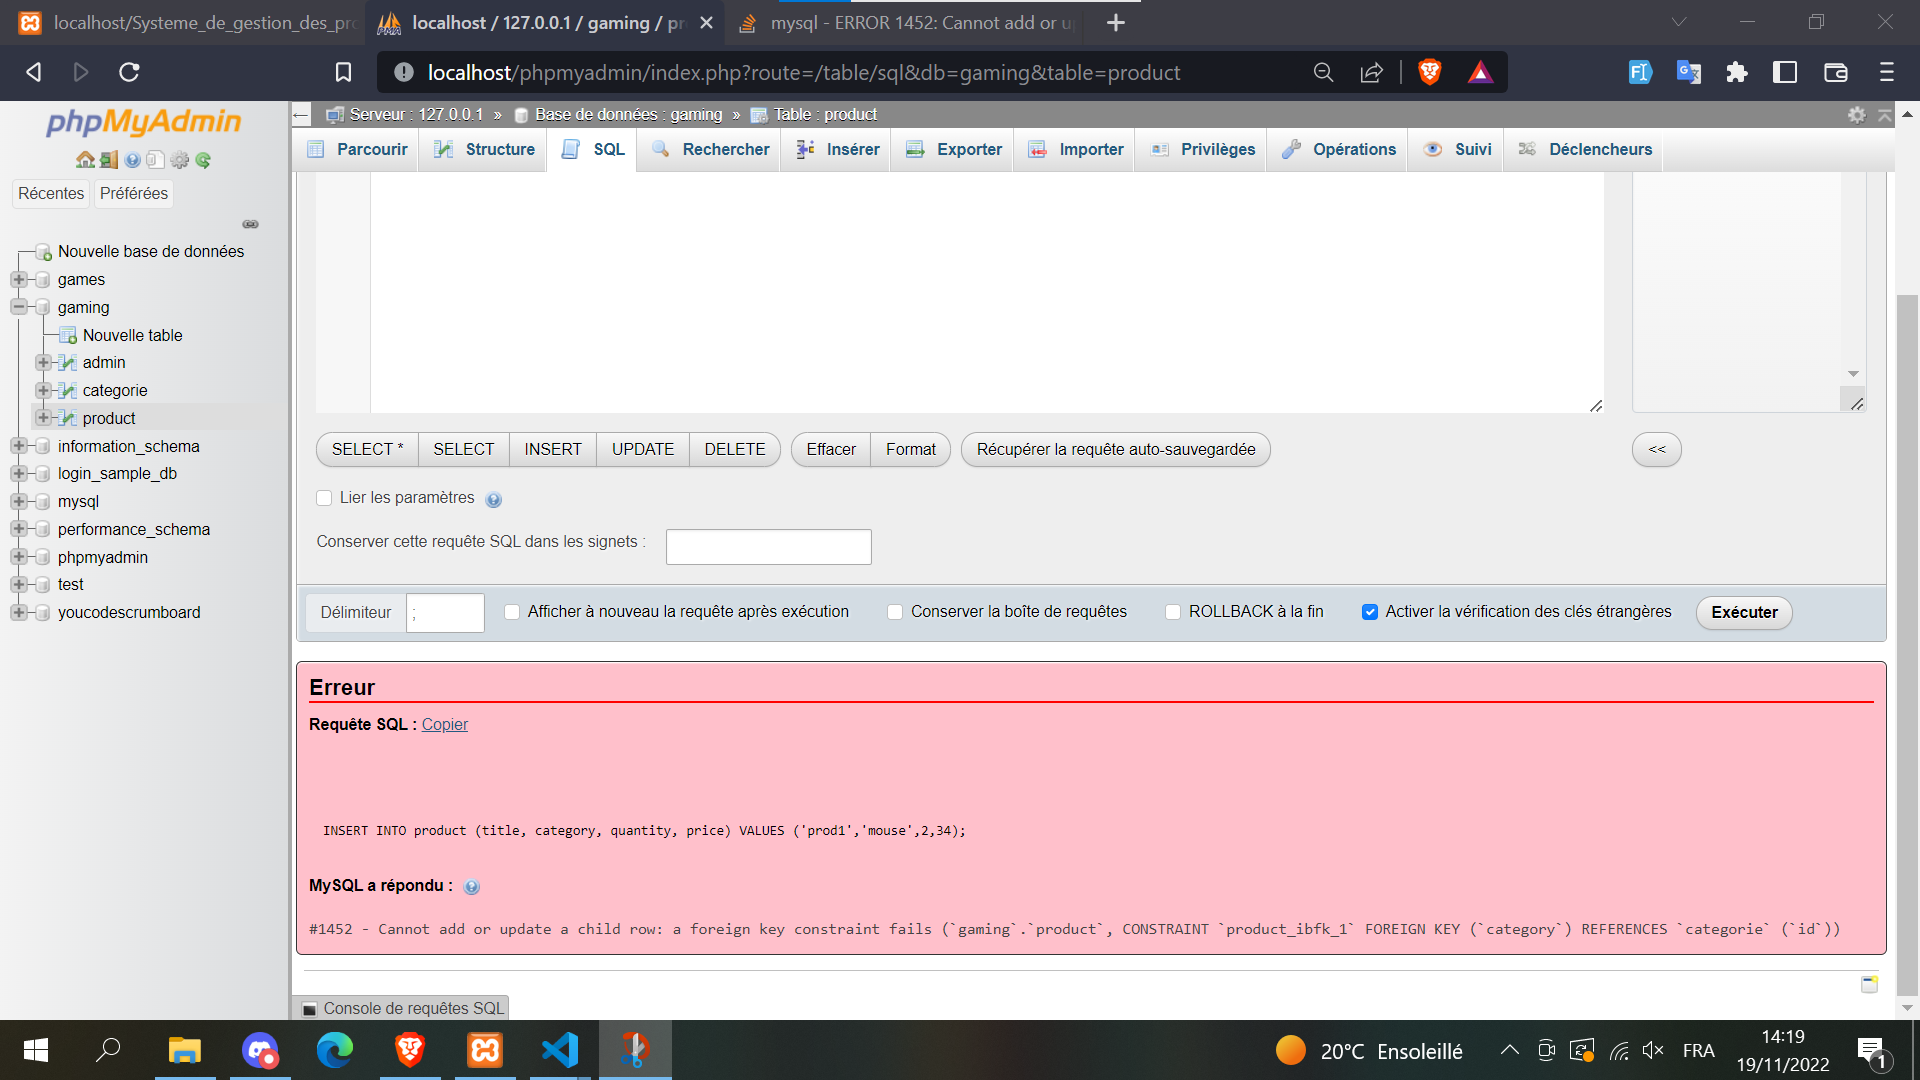 localhost/Systeme_de_gestion_des_pro
localhost / 127.0.0.1 / gaming / pr
mysql - ERROR 1452: Cannot add or up
localhost/phpmyadmin/index.php?route=/table/sql&db=gaming&table=product
phpMyAdmin
Récentes
Préférées
Nouvelle base de données
games
gaming
Nouvelle table
admin
categorie
product
information_schema
login_sample_db
mysql
performance_schema
phpmyadmin
test
youcodescrumboard
Serveur : 127.0.0.1 » Base de données : gaming » Table : product
Parcourir
Structure
SQL
Rechercher
Insérer
Exporter
Importer
Privilèges
Opérations
Suivi
Déclencheurs
SELECT * SELECT INSERT UPDATE DELETE Effacer Format Récupérer la requête auto-sauvegardée <<
Lier les paramètres
Conserver cette requête SQL dans les signets :
Délimiteur ; Afficher à nouveau la requête après exécution Conserver la boîte de requêtes ROLLBACK à la fin Activer la vérification des clés étrangères Exécuter
Erreur
Requête SQL : Copier
INSERT INTO product (title, category, quantity, price) VALUES ('prod1','mouse',2,34);
MySQL a répondu :
#1452 - Cannot add or update a child row: a foreign key constraint fails (`gaming`.`product`, CONSTRAINT `product_ibfk_1` FOREIGN KEY (`category`) REFERENCES `categorie` (`id`))
Console de requêtes SQL
20°C Ensoleillé
FRA
14:19
19/11/2022
1